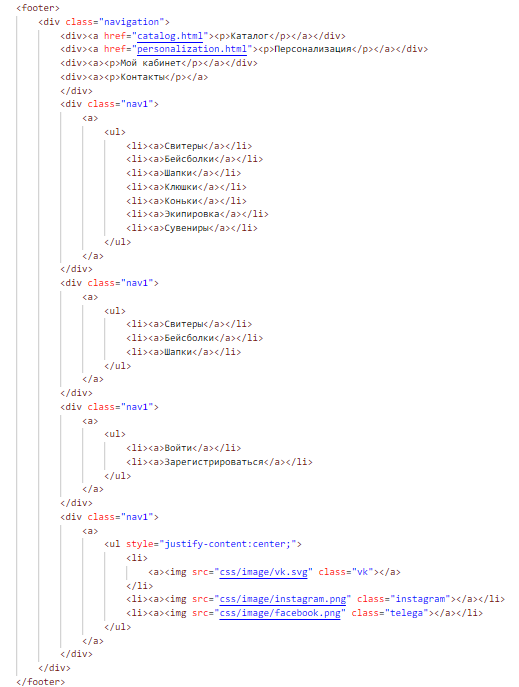 <footer>
<div class="navigation">
<div><a href="catalog.html"><p>Каталог</p></a></div>
<div><a href="personalization.html"><p>Персонализация</p></a></div>
<div><a><p>Мой кабинет</p></a></div>
<div><a><p>Контакты</p></a>
</div>
<div class="nav1">
<a>
<ul>
<li><a>Свитеры</a></li>
<li><a>Бейсболки</a></li>
<li><a>Шапки</a></li>
<li><a>Клюшки</a></li>
<li><a>Коньки</a></li>
<li><a>Экипировка</a></li>
<li><a>Сувениры</a></li>
</ul>
</a>
</div>
<div class="nav1">
<a>
<ul>
<li><a>Свитеры</a></li>
<li><a>Бейсболки</a></li>
<li><a>Шапки</a></li>
</ul>
</a>
</div>
<div class="nav1">
<a>
<ul>
<li><a>Войти</a></li>
<li><a>Зарегистрироваться</a></li>
</ul>
</a>
</div>
<div class="nav1">
<a>
<ul style="justify-content:center;">
<li>
<a><img src="css/image/vk.svg" class="vk"></a>
</li>
<li><a><img src="css/image/instagram.png" class="instagram"></a></li>
<li><a><img src="css/image/facebook.png" class="telega"></a></li>
</ul>
</a>
</div>
</div>
</footer>